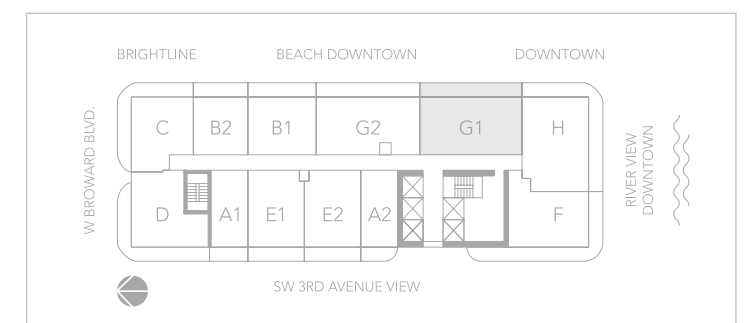 BRIGHTLINE
BEACH DOWNTOWN
DOWNTOWN
W BROWARD BLVD.
C
B2
B1
G2
G1
H
RIVER VIEW
DOWNTOWN
D
A1
E1
E2
A2
F
SW 3RD AVENUE VIEW